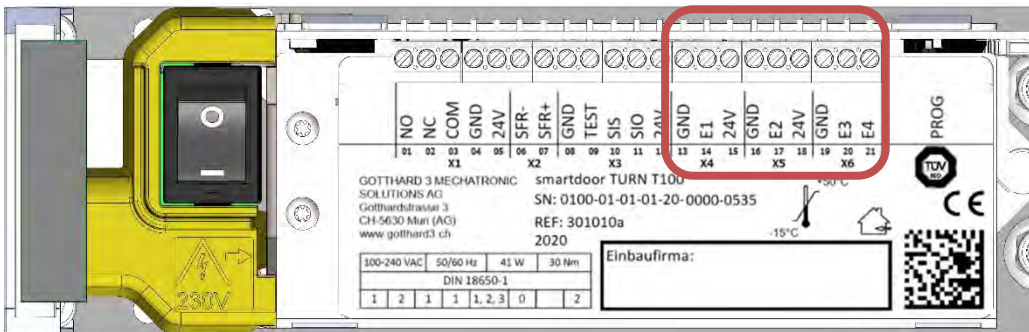 NO NC COM GND 24V SFR- SFR+ GND TEST SIS SIO 24V GND E1 24V GND E2 24V GND E3 E4 PROG
01 02 03 04 05 06 07 08 09 10 11 13 14 15 16 17 18 19 20 21
X1 X2 X3 X4 X5 X6
GOTTHARD 3 MECHATRONIC
SOLUTIONS AG
Gotthardstrasse 3
CH-5630 Muri (AG)
www.gotthard3.ch
smartdoor TURN T100
SN: 0100-01-01-01-20-0000-0535
REF: 301010a
2020
+50°C
-15°C
TÜV
CE
100-240 VAC 50/60 Hz 41 W 30 Nm
DIN 18650-1
1 2 1 1 1, 2, 3 0 2
Einbaufirma:
230V